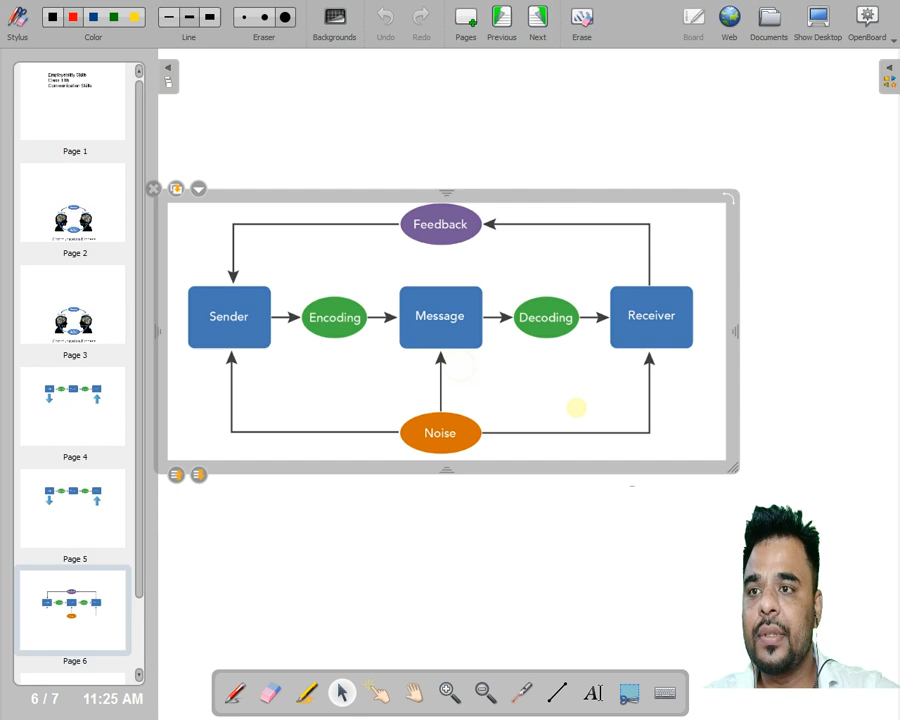 Stylus
Color
Line
Eraser
Backgrounds
Undo
Redo
Pages
Previous
Next
Erase
Board
Web
Documents
Show Desktop
OpenBoard
Employability Skills
Class 11th
Communication Skills
Page 1
Page 2
Page 3
Page 4
Page 5
Page 6
6 / 7
11:25 AM
Feedback
Sender
Encoding
Message
Decoding
Receiver
Noise